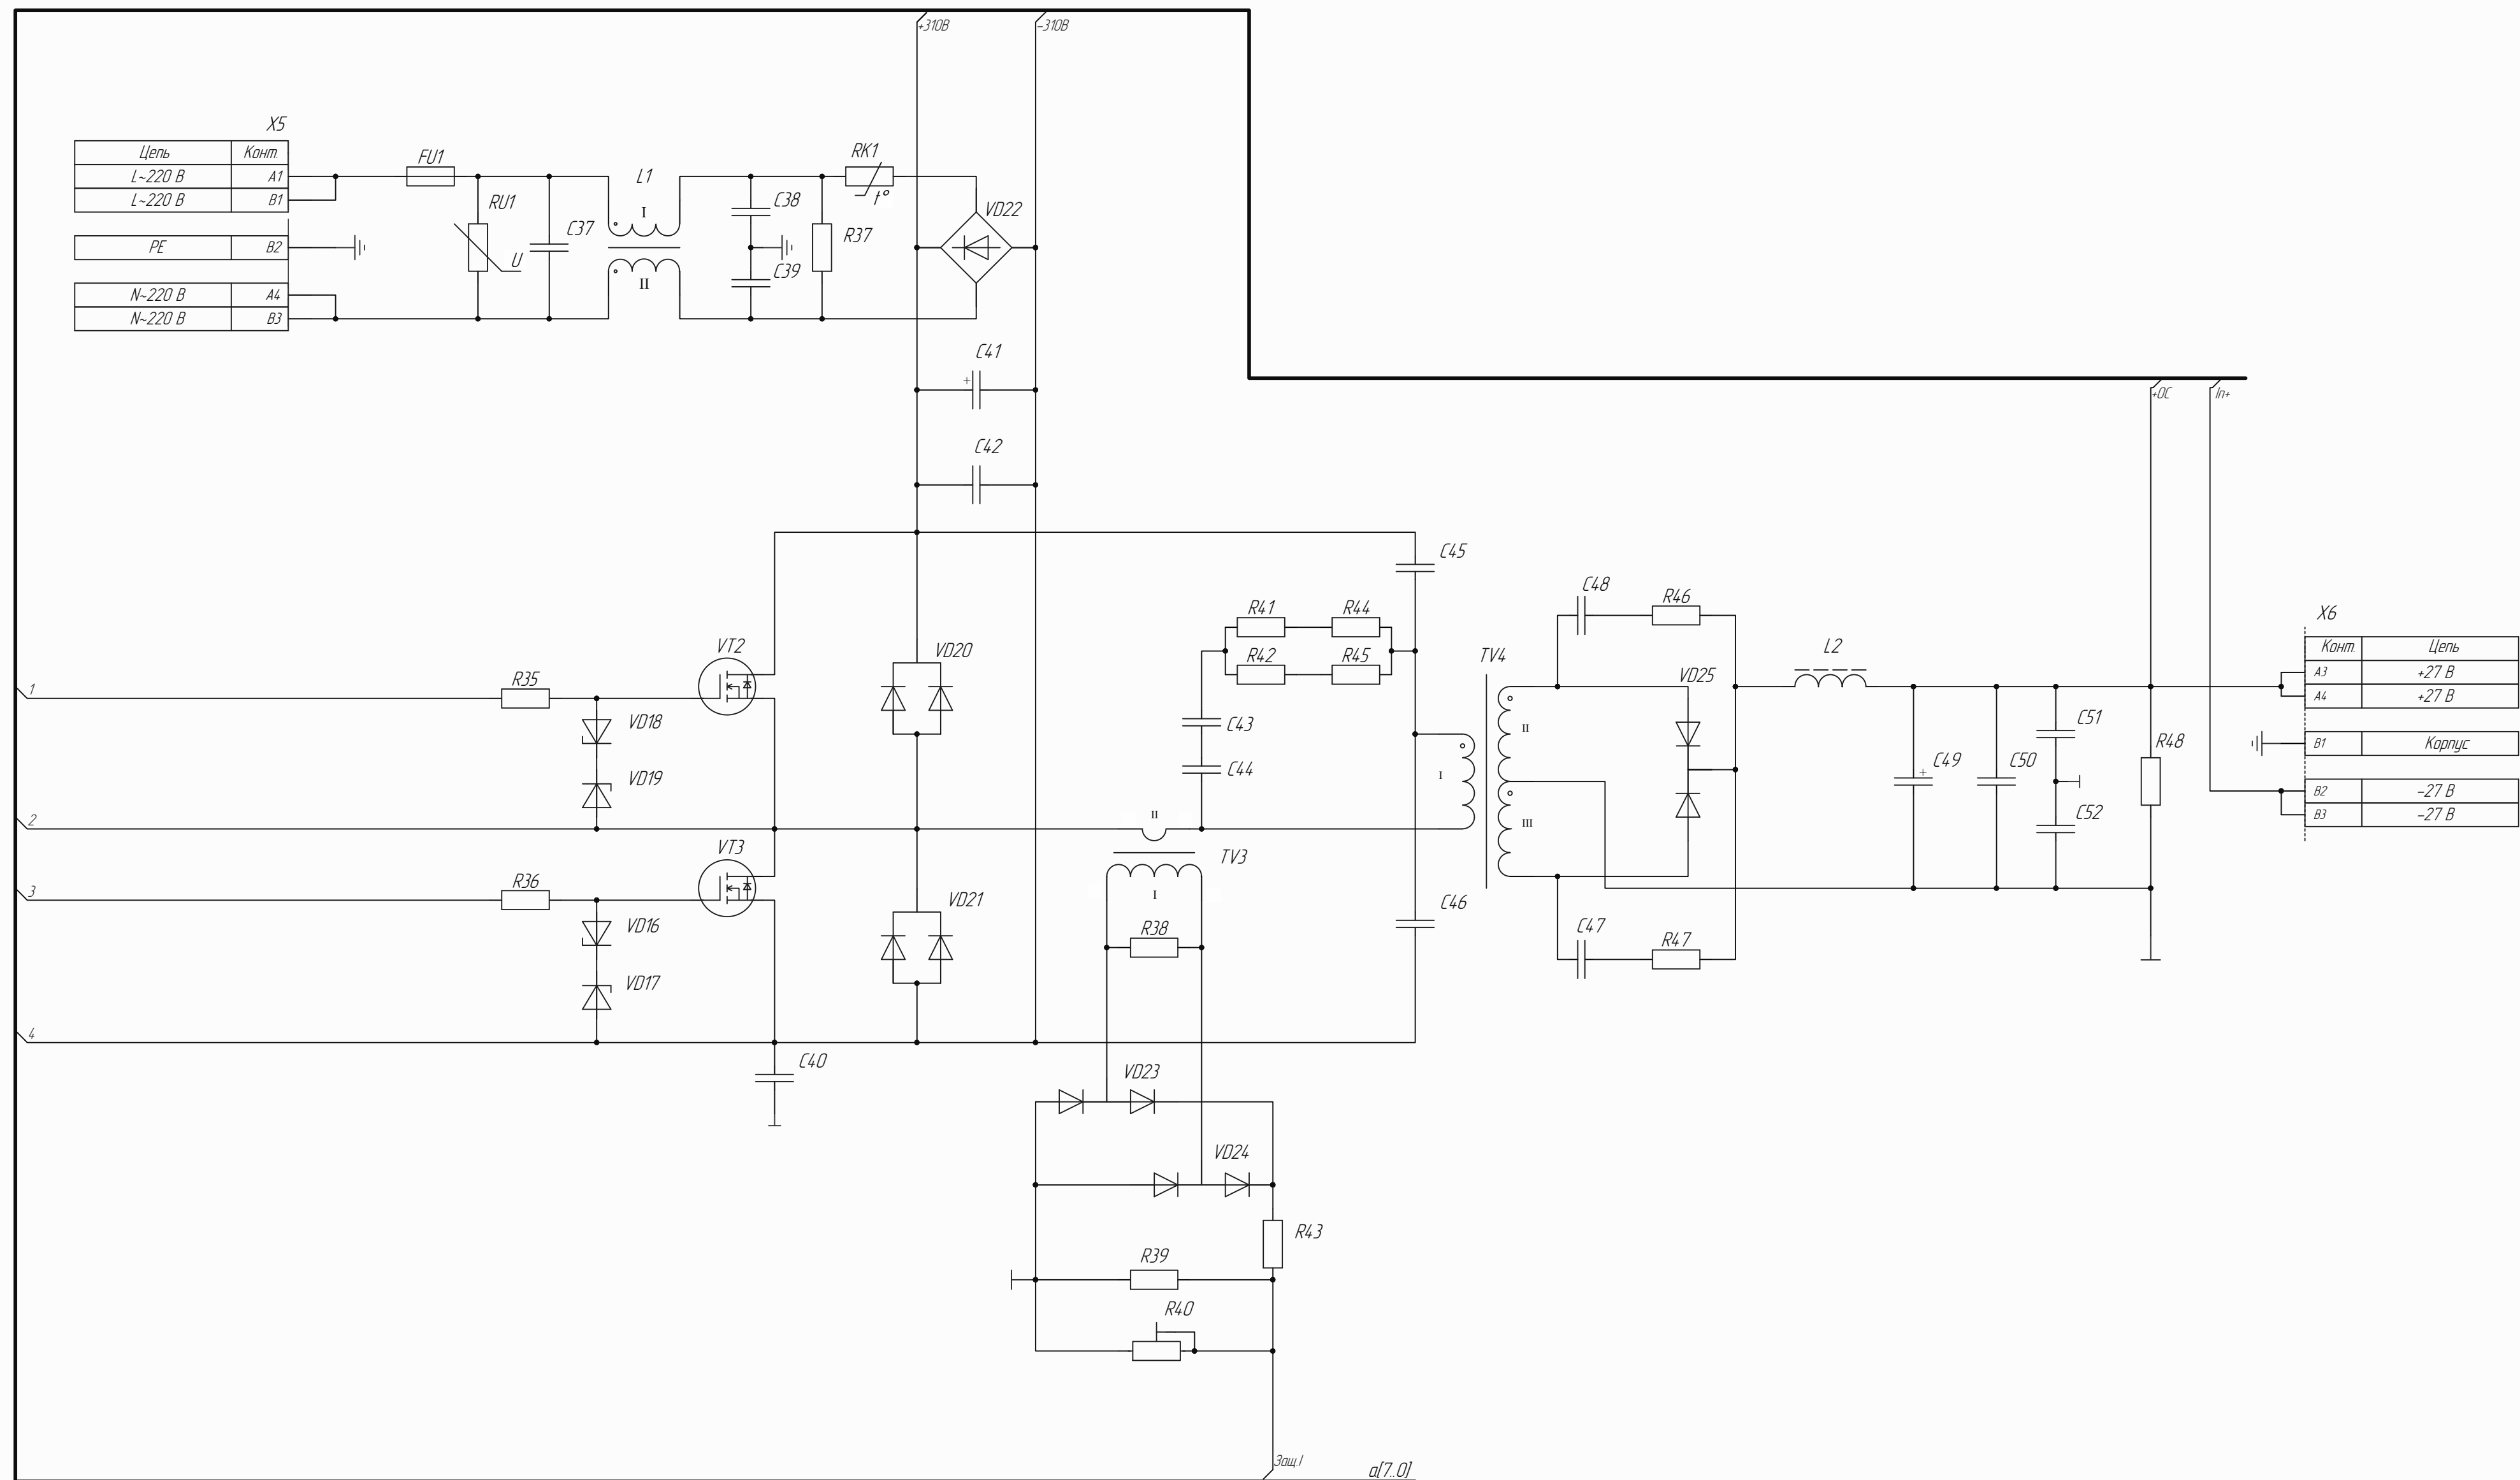 +310В
-310В
X5
Цепь Конт.
L~220 В A1
L~220 В B1
PE B2
N~220 В A4
N~220 В B3
FU1
RU1
U
C37
L1
I
II
C38
C39
R37
RK1
t°
VD22
C41
+
C42
+ОС
In+
C45
R41
R44
R42
R45
C43
C44
1
R35
VT2
VD18
VD19
VD20
2
VT3
3
R36
VD16
VD17
VD21
4
C40
II
TV3
I
R38
C46
TV4
I
II
III
C48
R46
VD25
C47
R47
L2
C49
+
C50
C51
C52
R48
X6
Конт. Цепь
A3 +27 В
A4 +27 В
B1 Корпус
B2 -27 В
B3 -27 В
VD23
VD24
R43
R39
R40
Защ.I
a[7..0]